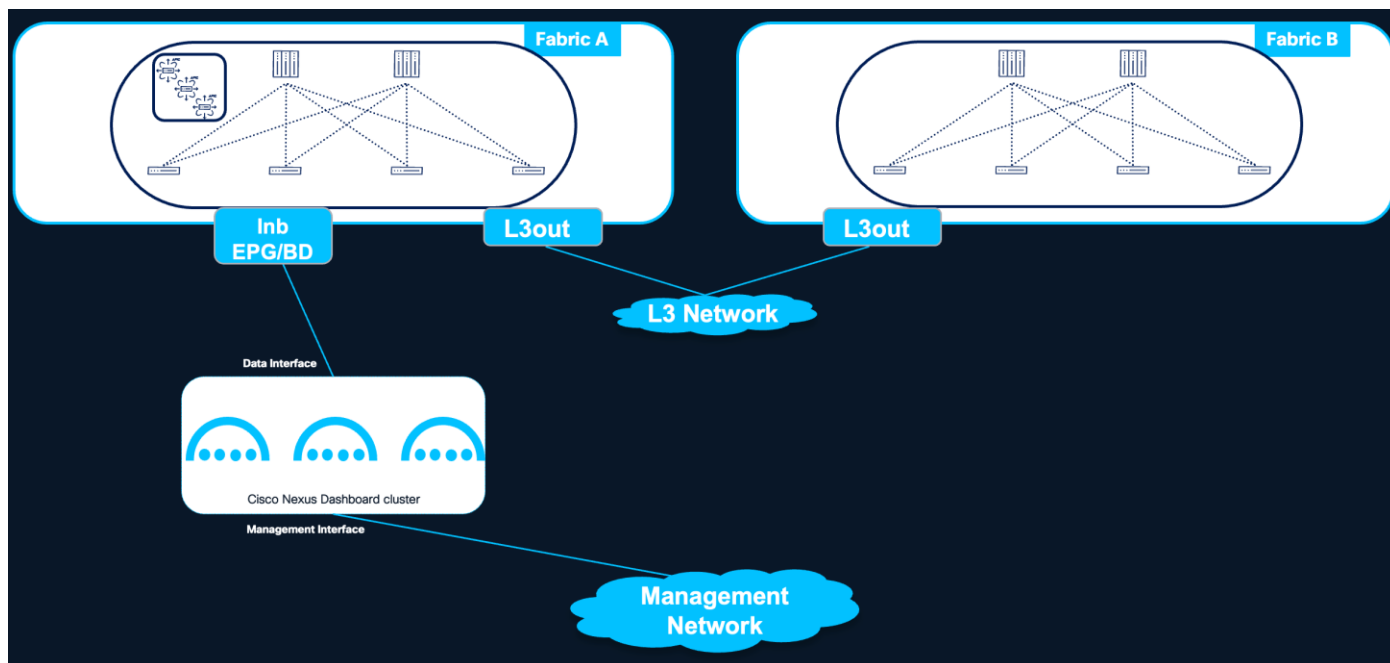 Fabric A
Fabric B
Inb
EPG/BD
L3out
L3out
L3 Network
Data Interface
Cisco Nexus Dashboard cluster
Management Interface
Management
Network